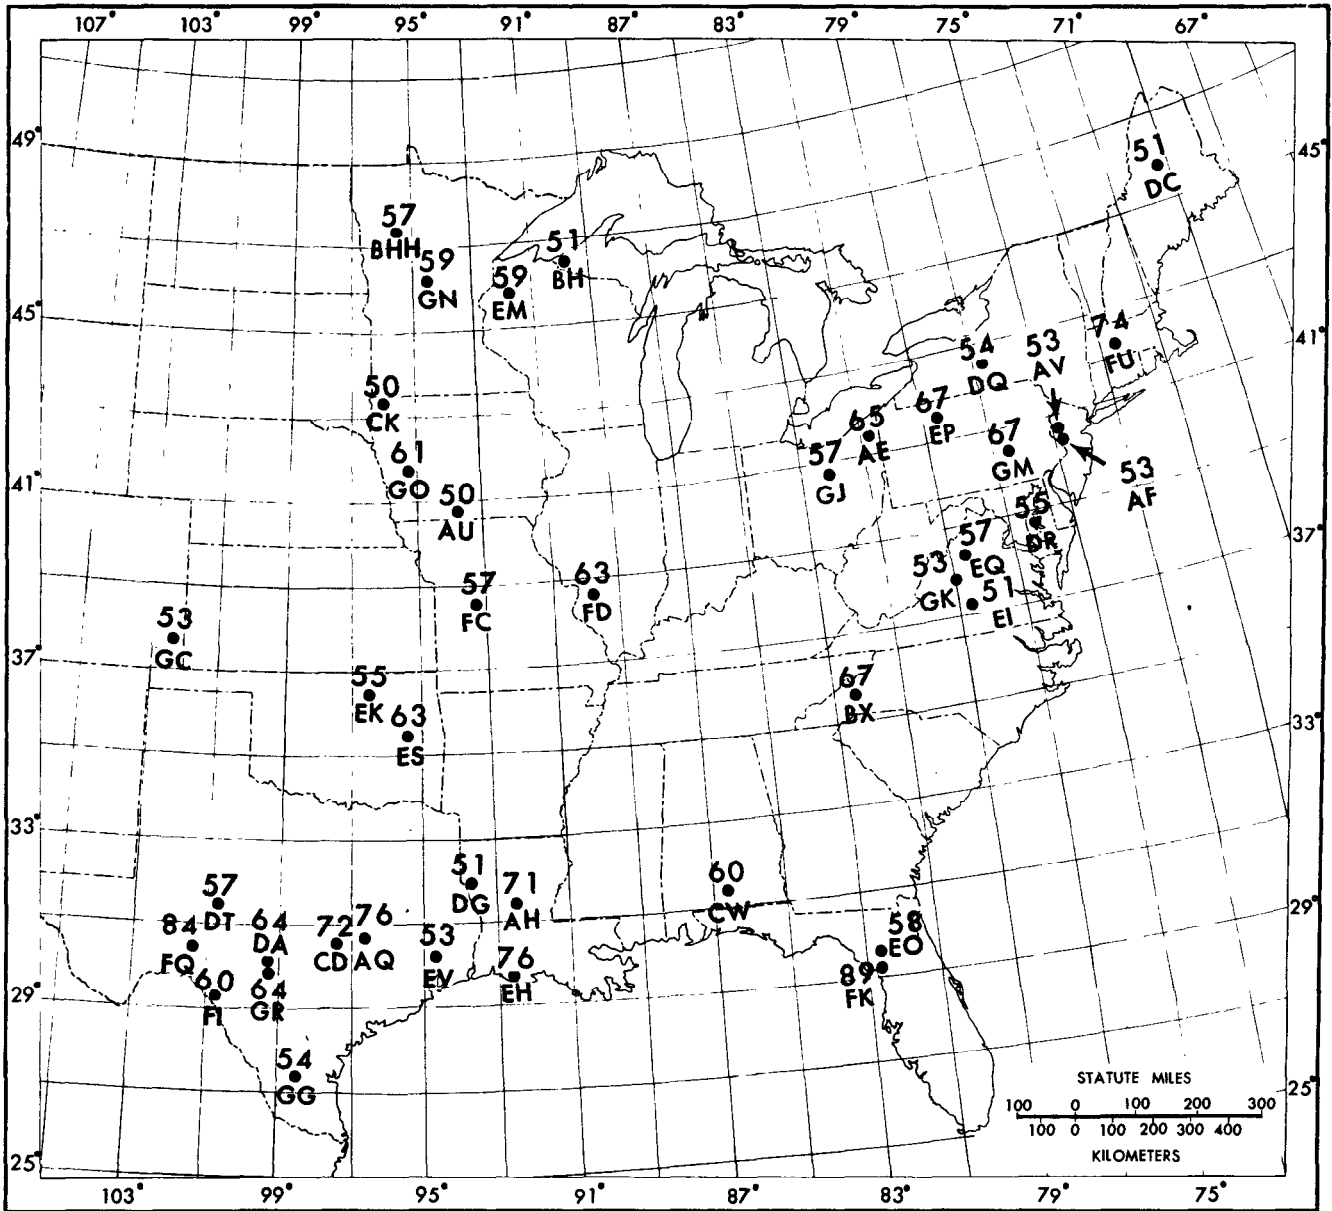 107° 103° 95° 91° 87° 83° 79° 75° 71° 67°
49°
45°
51
DC
57
BHH
59
GN
51
BH
59
EM
45°
41°
74
FU
53
AV
54
DQ
50
CK
67
EP
65
AE
67
GM
57
GJ
61
GO
53
AF
41°
50
AU
55
DR
57
EQ
37°
53
GK
51
EI
63
FD
57
FC
53
GC
37°
55
EK
67
BX
63
ES
33°
33°
51
DG
71
AH
60
CW
57
DT
29°
84
FQ
64
DA
72
CD
76
AQ
58
EO
53
EV
76
EH
89
FK
60
FI
64
GR
29°
54
GG
STATUTE MILES
100 0 100 200 300
100 0 100 200 300 400
KILOMETERS
25°
25°
103° 99° 95° 91° 87° 83° 79° 75°